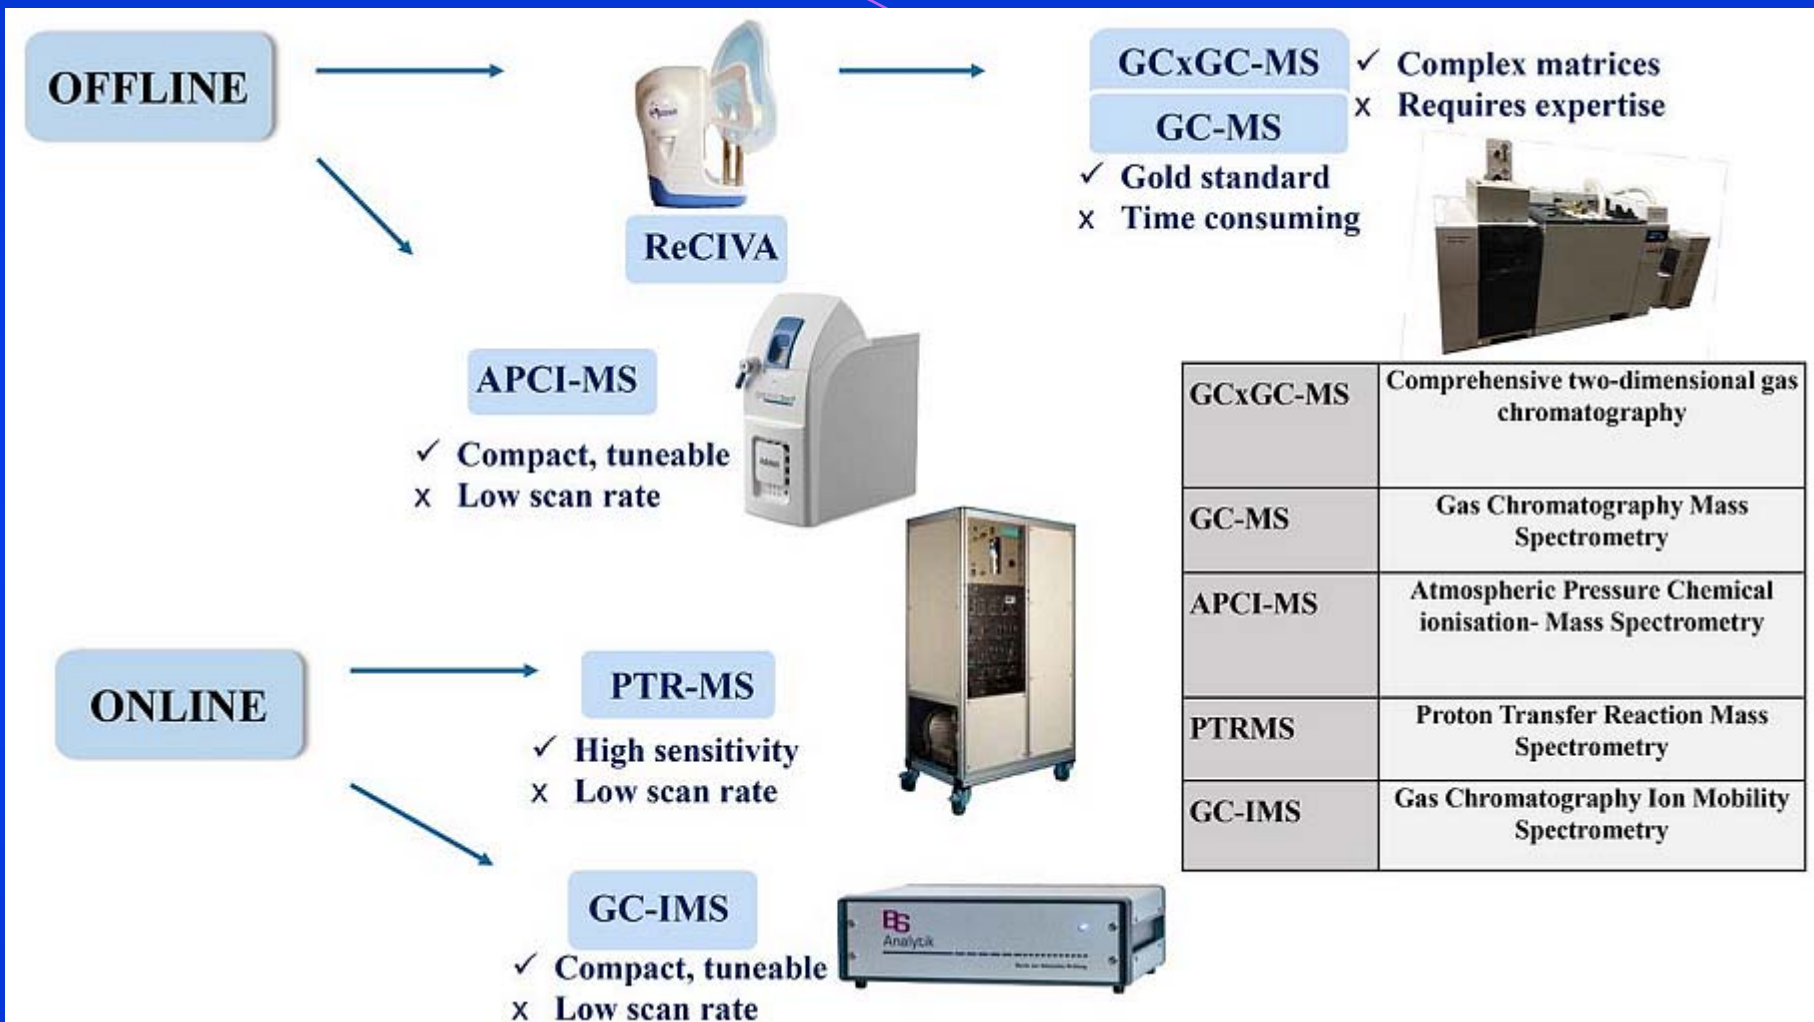 OFFLINE
ReCIVA
GCxGC-MS
✓ Complex matrices
x Requires expertise
GC-MS
✓ Gold standard
x Time consuming
APCI-MS
✓ Compact, tuneable
x Low scan rate
ONLINE
PTR-MS
✓ High sensitivity
x Low scan rate
GC-IMS
✓ Compact, tuneable
x Low scan rate
BS
Analytik
GCxGC-MS
Comprehensive two-dimensional gas
chromatography
GC-MS
Gas Chromatography Mass
Spectrometry
APCI-MS
Atmospheric Pressure Chemical
ionisation- Mass Spectrometry
PTRMS
Proton Transfer Reaction Mass
Spectrometry
GC-IMS
Gas Chromatography Ion Mobility
Spectrometry